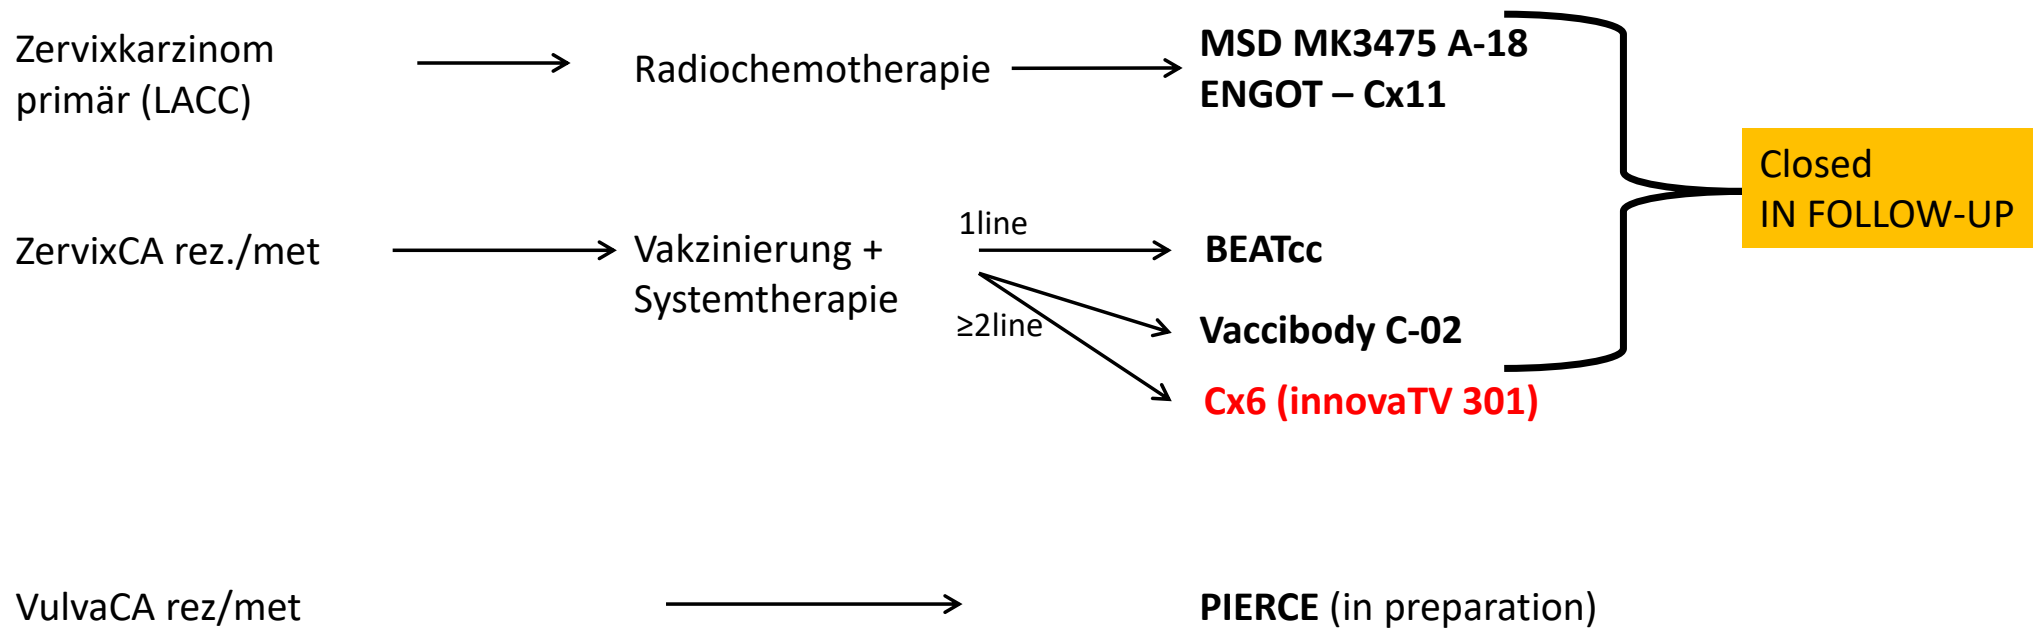 Zervixkarzinom
primär (LACC)
Radiochemotherapie
MSD MK3475 A-18
ENGOT – Cx11
Closed
IN FOLLOW-UP
ZervixCA rez./met
Vakzinierung +
Systemtherapie
1line
BEATcc
≥2line
Vaccibody C-02
Cx6 (innovaTV 301)
VulvaCA rez/met
PIERCE (in preparation)